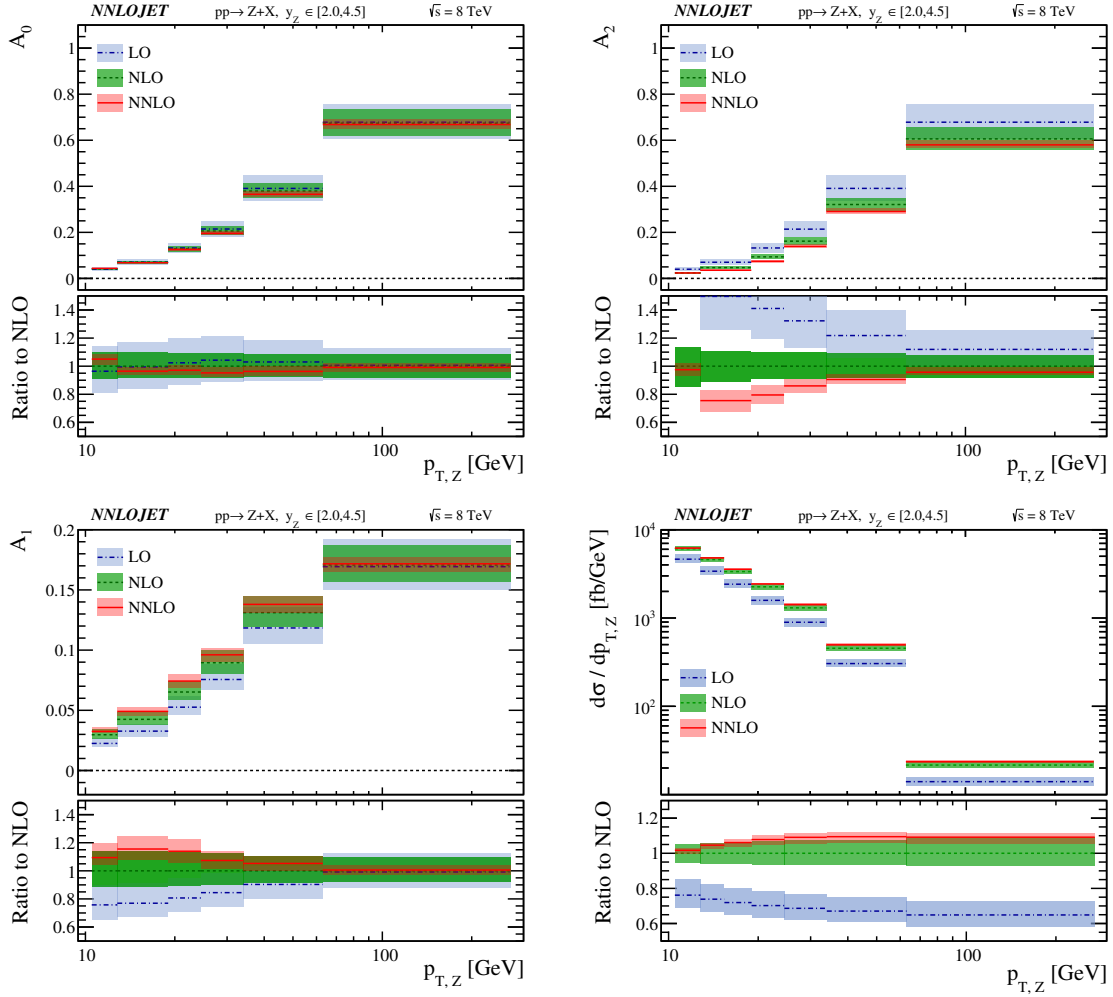 NNLOJET pp→ Z+X, y_Z ∈ [2.0,4.5] √s = 8 TeV
A_0
LO
NLO
NNLO
1
0.8
0.6
0.4
0.2
0
Ratio to NLO
1.4
1.2
1
0.8
0.6
10 100
p_{T, Z} [GeV]
NNLOJET pp→ Z+X, y_Z ∈ [2.0,4.5] √s = 8 TeV
A_2
LO
NLO
NNLO
1
0.8
0.6
0.4
0.2
0
Ratio to NLO
1.4
1.2
1
0.8
0.6
10 100
p_{T, Z} [GeV]
NNLOJET pp→ Z+X, y_Z ∈ [2.0,4.5] √s = 8 TeV
A_1
LO
NLO
NNLO
0.2
0.15
0.1
0.05
0
Ratio to NLO
1.4
1.2
1
0.8
0.6
10 100
p_{T, Z} [GeV]
NNLOJET pp→ Z+X, y_Z ∈ [2.0,4.5] √s = 8 TeV
dσ / dp_{T, Z} [fb/GeV]
10^4
10^3
10^2
LO
NLO
NNLO
Ratio to NLO
1.2
1
0.8
0.6
10 100
p_{T, Z} [GeV]